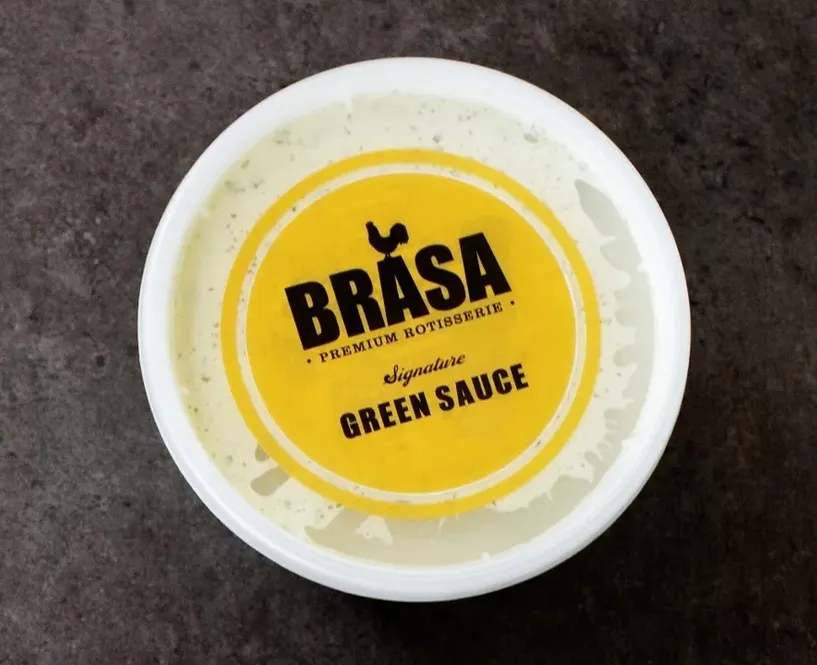 BRASA
• PREMIUM ROTISSERIE •
Signature
GREEN SAUCE